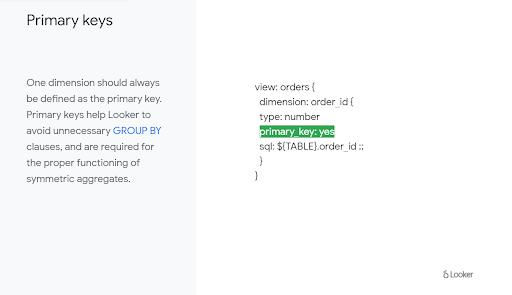 Primary keys
One dimension should always
be defined as the primary key.
Primary keys help Looker to
avoid unnecessary GROUP BY
clauses, and are required for
the proper functioning of
symmetric aggregates.
view: orders {
dimension: order_id {
type: number
primary_key: yes
sql: ${TABLE}.order_id ;;
}
}
Looker